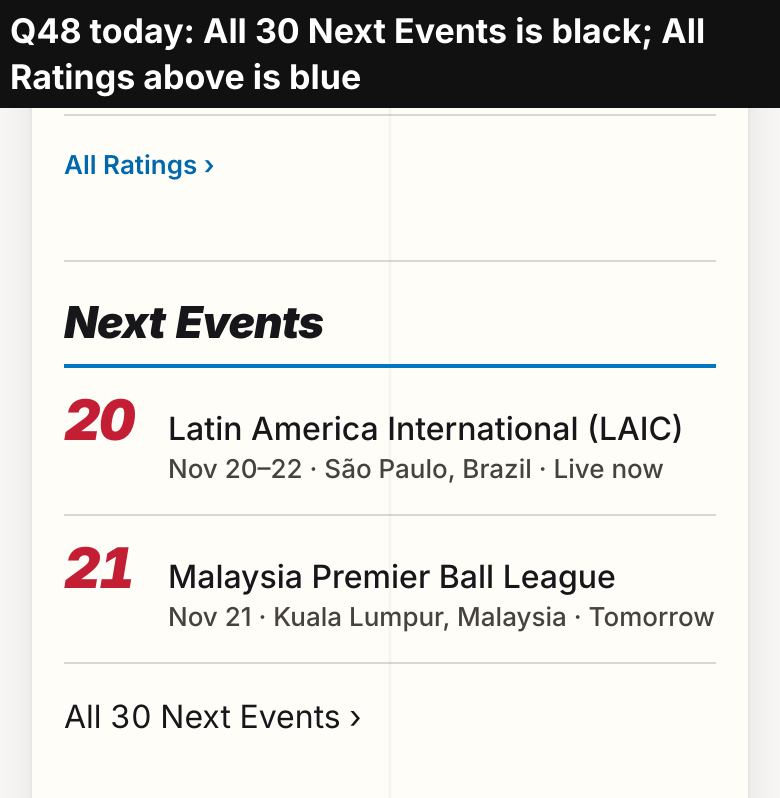 Q48 today: All 30 Next Events is black; All
Ratings above is blue
All Ratings ›
Next Events
20
Latin America International (LAIC)
Nov 20–22 · São Paulo, Brazil · Live now
21
Malaysia Premier Ball League
Nov 21 · Kuala Lumpur, Malaysia · Tomorrow
All 30 Next Events ›